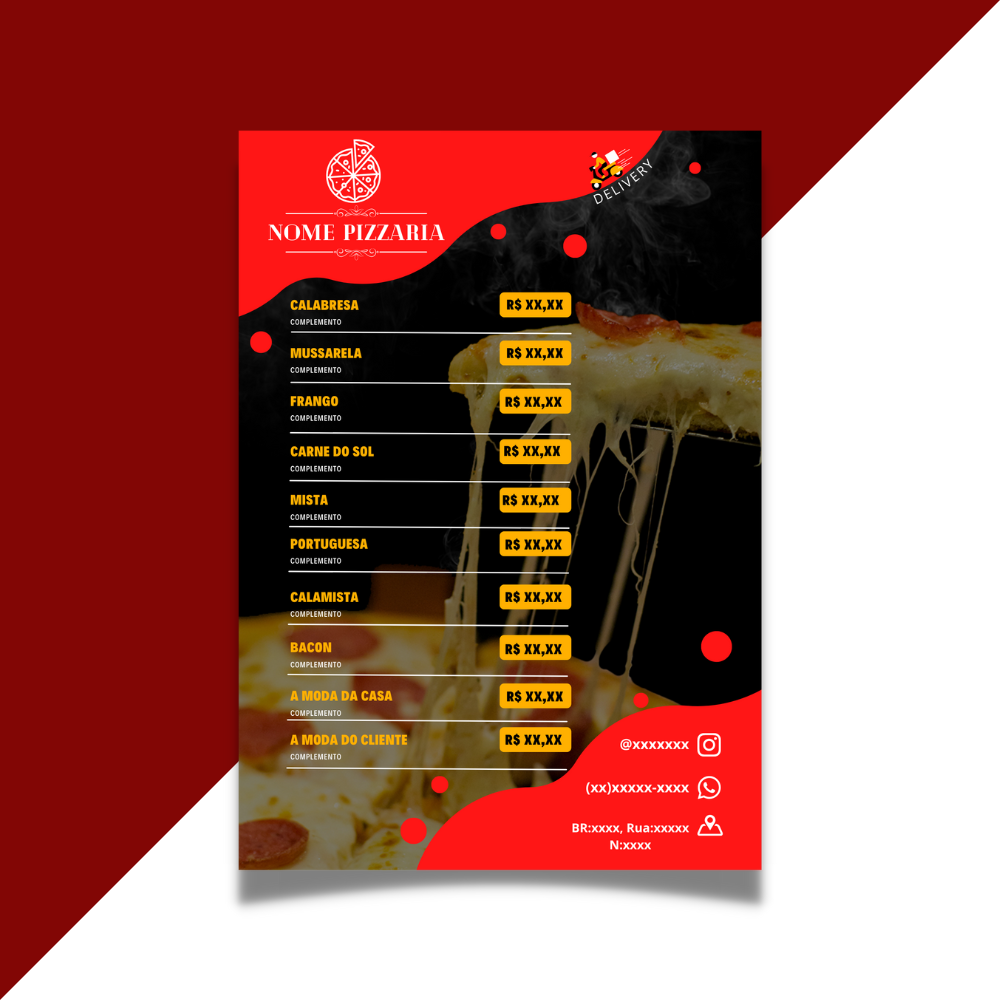 NOME PIZZARIA
DELIVERY
CALABRESA
COMPLEMENTO
R$ XX,XX
MUSSARELA
COMPLEMENTO
R$ XX,XX
FRANGO
COMPLEMENTO
R$ XX,XX
CARNE DO SOL
COMPLEMENTO
R$ XX,XX
MISTA
COMPLEMENTO
R$ XX,XX
PORTUGUESA
COMPLEMENTO
R$ XX,XX
CALAMISTA
COMPLEMENTO
R$ XX,XX
BACON
COMPLEMENTO
R$ XX,XX
A MODA DA CASA
COMPLEMENTO
R$ XX,XX
A MODA DO CLIENTE
COMPLEMENTO
R$ XX,XX
@xxxxxxx
(xx)xxxxx-xxxx
BR:xxxx, Rua:xxxxx
N:xxxx